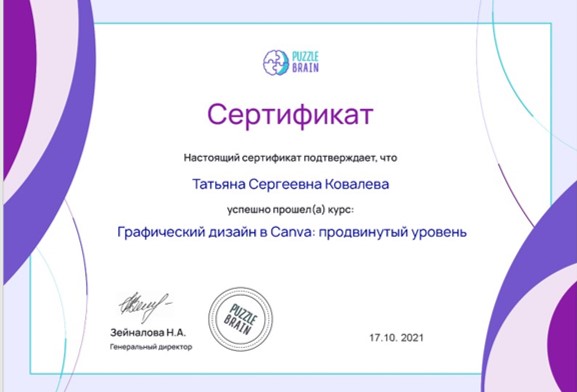 PUZZLE
BRAIN
Сертификат
Настоящий сертификат подтверждает, что
Татьяна Сергеевна Ковалева
успешно прошел(а) курс:
Графический дизайн в Canva: продвинутый уровень
Зейналова Н.А.
Генеральный директор
PUZZLE
BRAIN
17.10. 2021